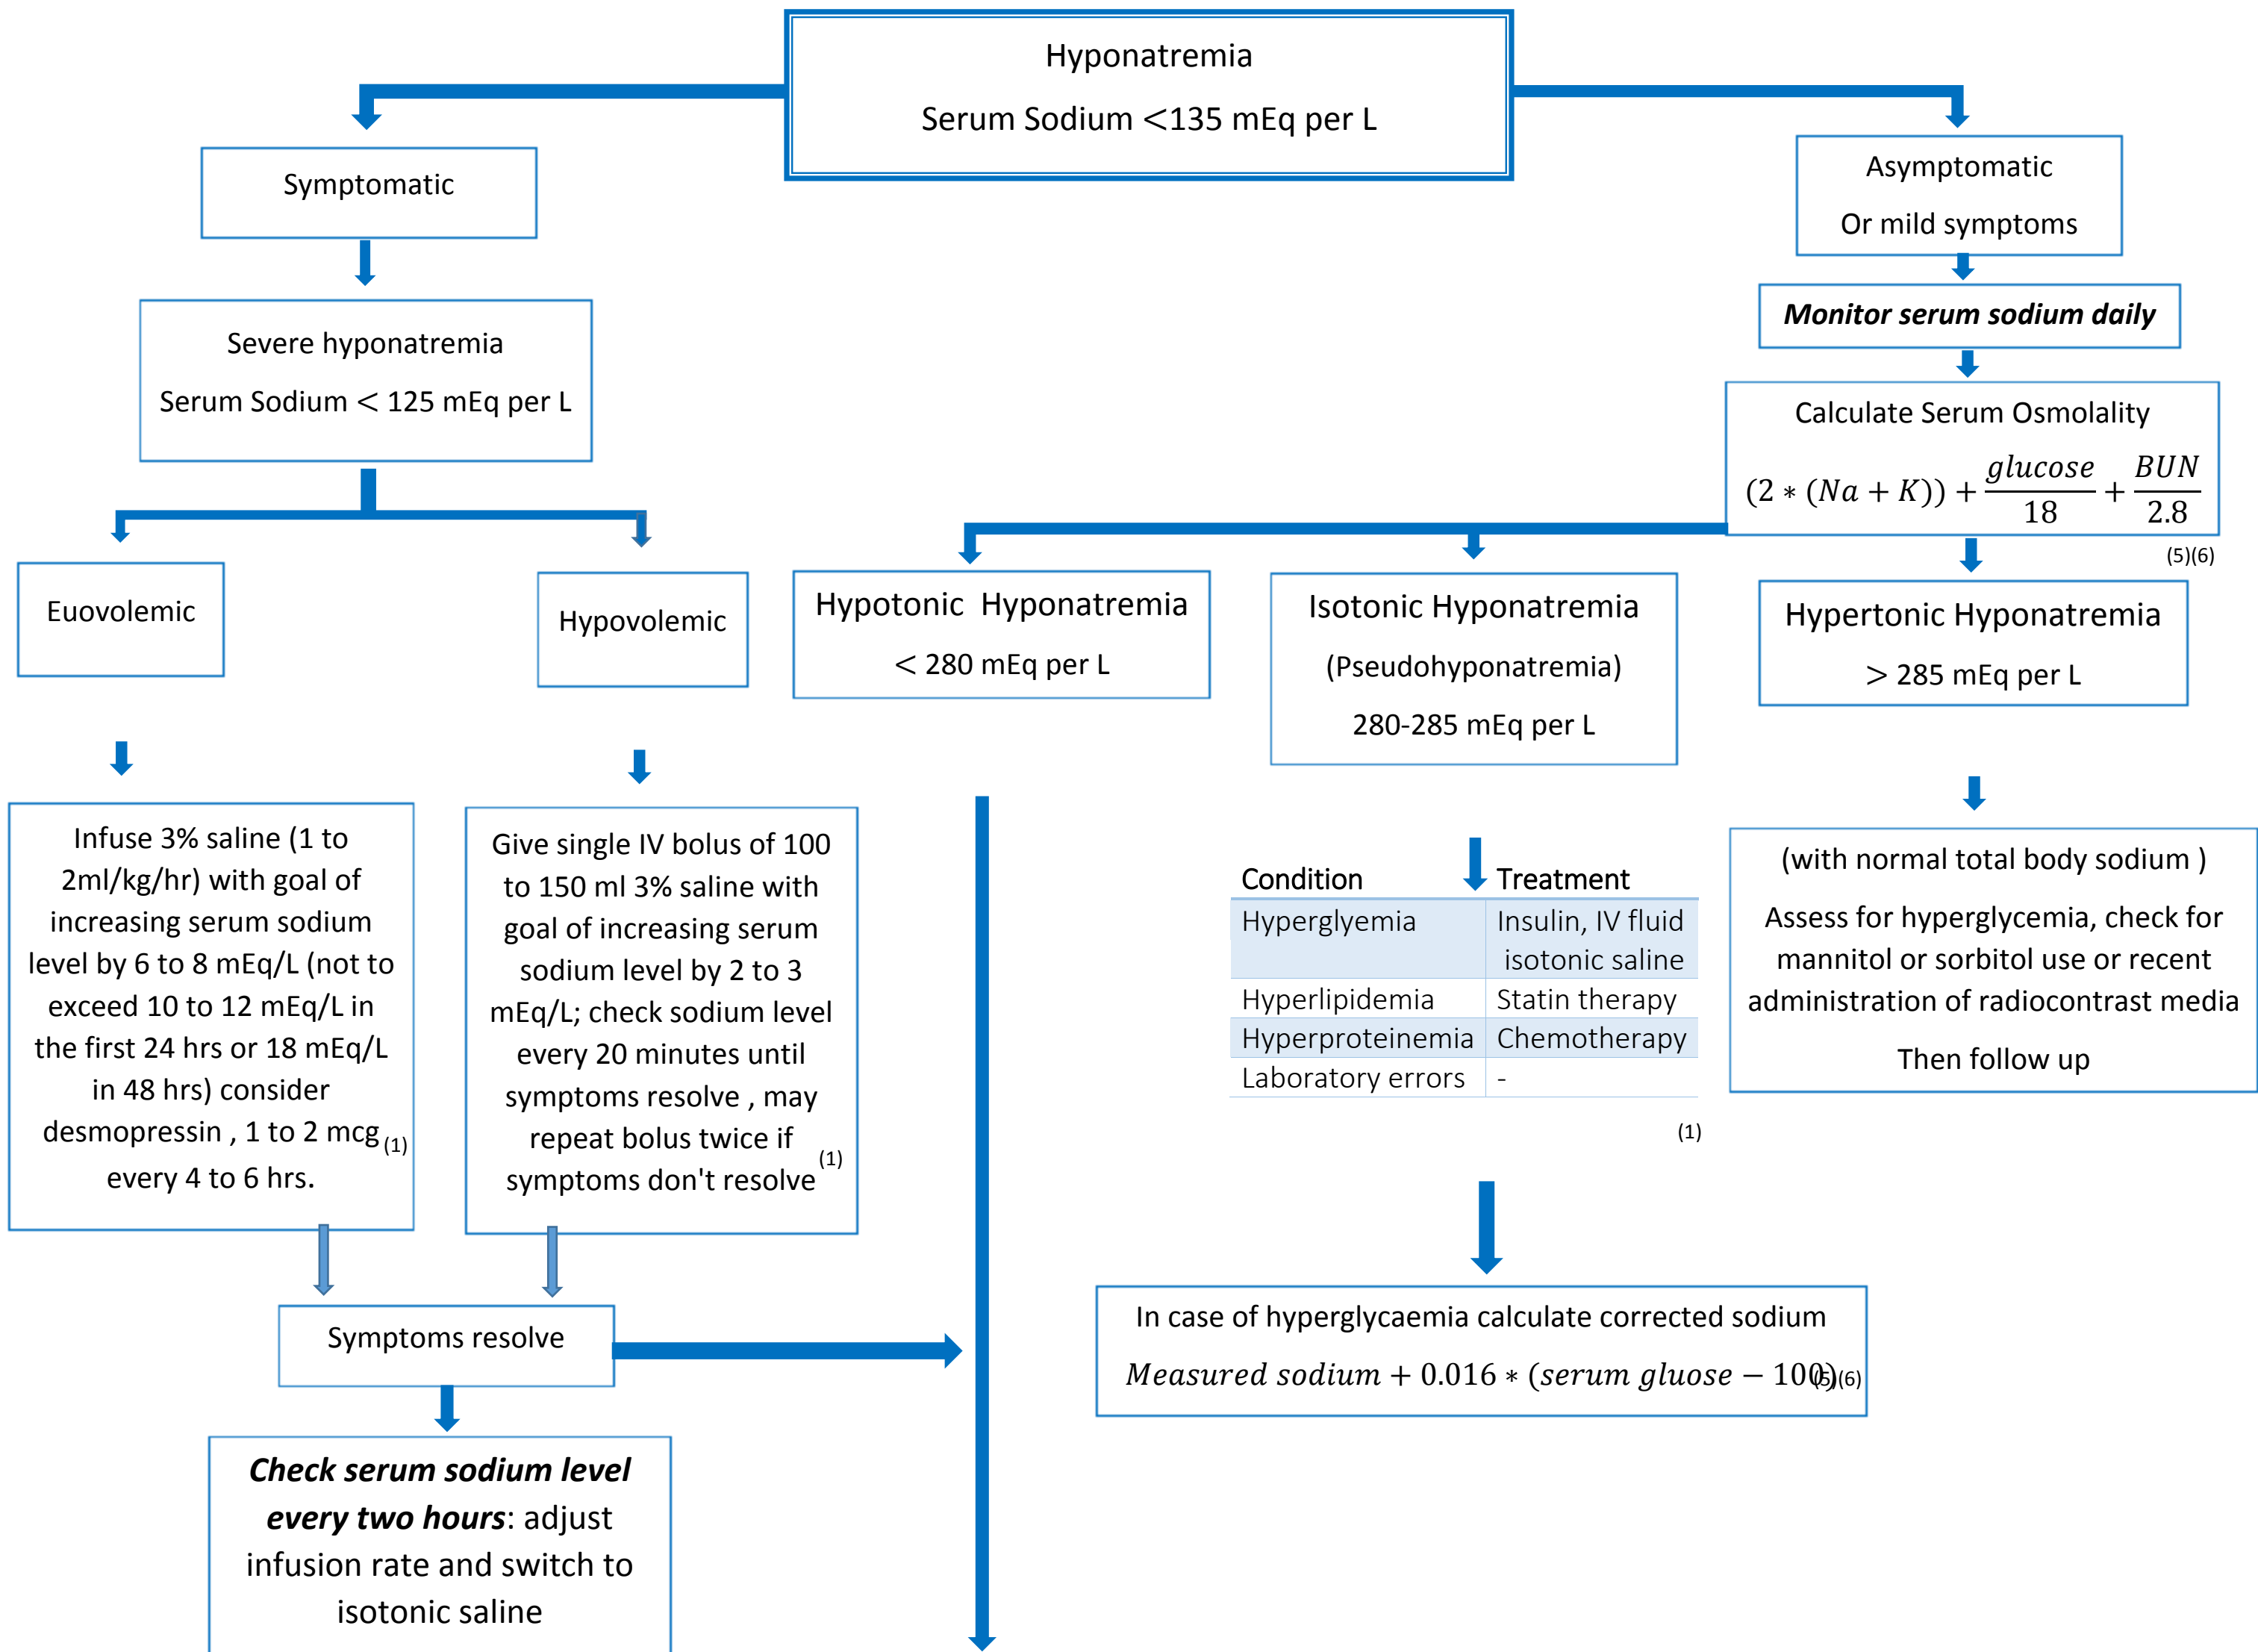 Hyponatremia
Serum Sodium <135 mEq per L
Symptomatic
Severe hyponatremia
Serum Sodium < 125 mEq per L
Euovolemic
Hypovolemic
Infuse 3% saline (1 to
2ml/kg/hr) with goal of
increasing serum sodium
level by 6 to 8 mEq/L (not to
exceed 10 to 12 mEq/L in
the first 24 hrs or 18 mEq/L
in 48 hrs) consider
desmopressin , 1 to 2 mcg (1)
every 4 to 6 hrs.
Give single IV bolus of 100
to 150 ml 3% saline with
goal of increasing serum
sodium level by 2 to 3
mEq/L; check sodium level
every 20 minutes until
symptoms resolve , may
repeat bolus twice if
symptoms don't resolve (1)
Symptoms resolve
Check serum sodium level
every two hours: adjust
infusion rate and switch to
isotonic saline
Asymptomatic
Or mild symptoms
Monitor serum sodium daily
Calculate Serum Osmolality
(2 * (Na + K)) + glucose/18 + BUN/2.8
(5)(6)
Hypotonic Hyponatremia
< 280 mEq per L
Isotonic Hyponatremia
(Pseudohyponatremia)
280-285 mEq per L
Hypertonic Hyponatremia
> 285 mEq per L
Condition Treatment
Hyperglyemia Insulin, IV fluid
isotonic saline
Hyperlipidemia Statin therapy
Hyperproteinemia Chemotherapy
Laboratory errors -
(1)
(with normal total body sodium )
Assess for hyperglycemia, check for
mannitol or sorbitol use or recent
administration of radiocontrast media
Then follow up
In case of hyperglycaemia calculate corrected sodium
Measured sodium + 0.016 * (serum gluose − 100) (5)(6)